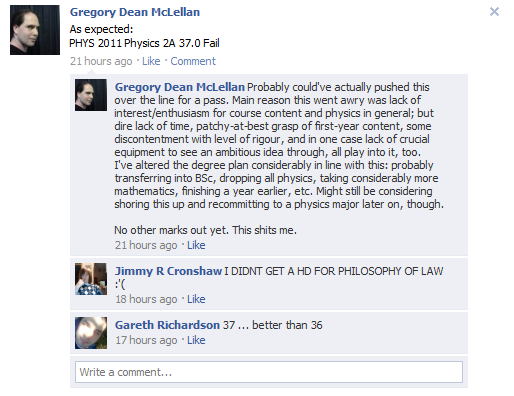 Gregory Dean McLellan
As expected:
PHYS 2011 Physics 2A 37.0 Fail
21 hours ago · Like · Comment
Gregory Dean McLellan Probably could've actually pushed this
over the line for a pass. Main reason this went awry was lack of
interest/enthusiasm for course content and physics in general; but
dire lack of time, patchy-at-best grasp of first-year content, some
discontentment with level of rigour, and in one case lack of crucial
equipment to see an ambitious idea through, all play into it, too.
I've altered the degree plan considerably in line with this: probably
transferring into BSc, dropping all physics, taking considerably more
mathematics, finishing a year earlier, etc. Might still be considering
shoring this up and recommitting to a physics major later on, though.
No other marks out yet. This shits me.
21 hours ago · Like
Jimmy R Cronshaw I DIDNT GET A HD FOR PHILOSOPHY OF LAW
:'(
18 hours ago · Like
Gareth Richardson 37 ... better than 36
17 hours ago · Like
Write a comment...